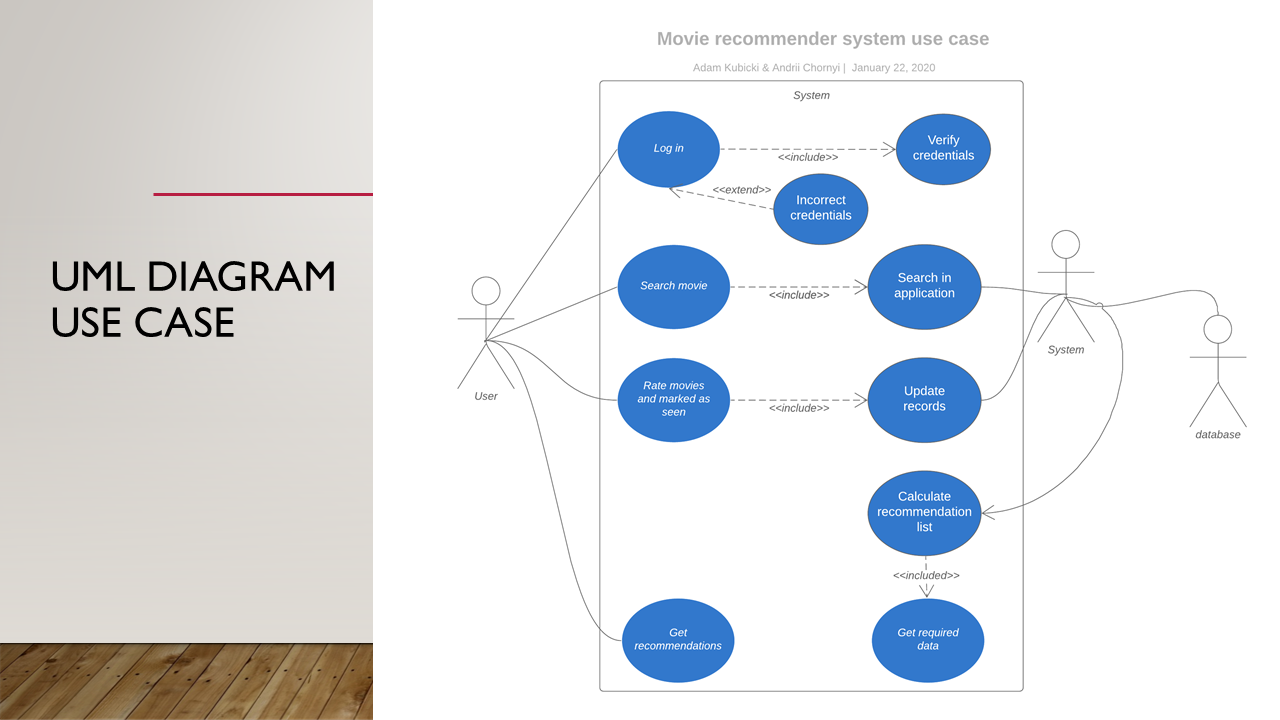 UML DIAGRAM
USE CASE
Movie recommender system use case
Adam Kubicki & Andrii Chornyi | January 22, 2020
System
Log in
<<include>>
Verify
credentials
<<extend>>
Incorrect
credentials
Search movie
<<include>>
Search in
application
User
System
database
Rate movies
and marked as
seen
<<include>>
Update
records
Calculate
recommendation
list
<<included>>
Get
recommendations
Get required
data